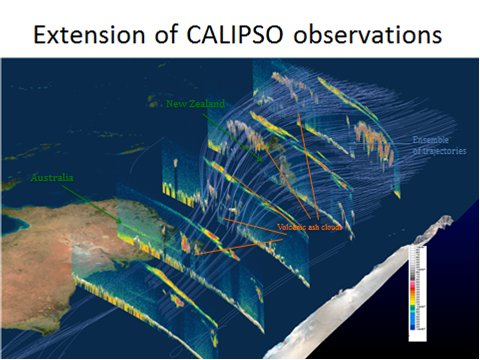 Extension of CALIPSO observations
New Zealand
Ensemble
of trajectories
Australia
Volcanic ash clouds